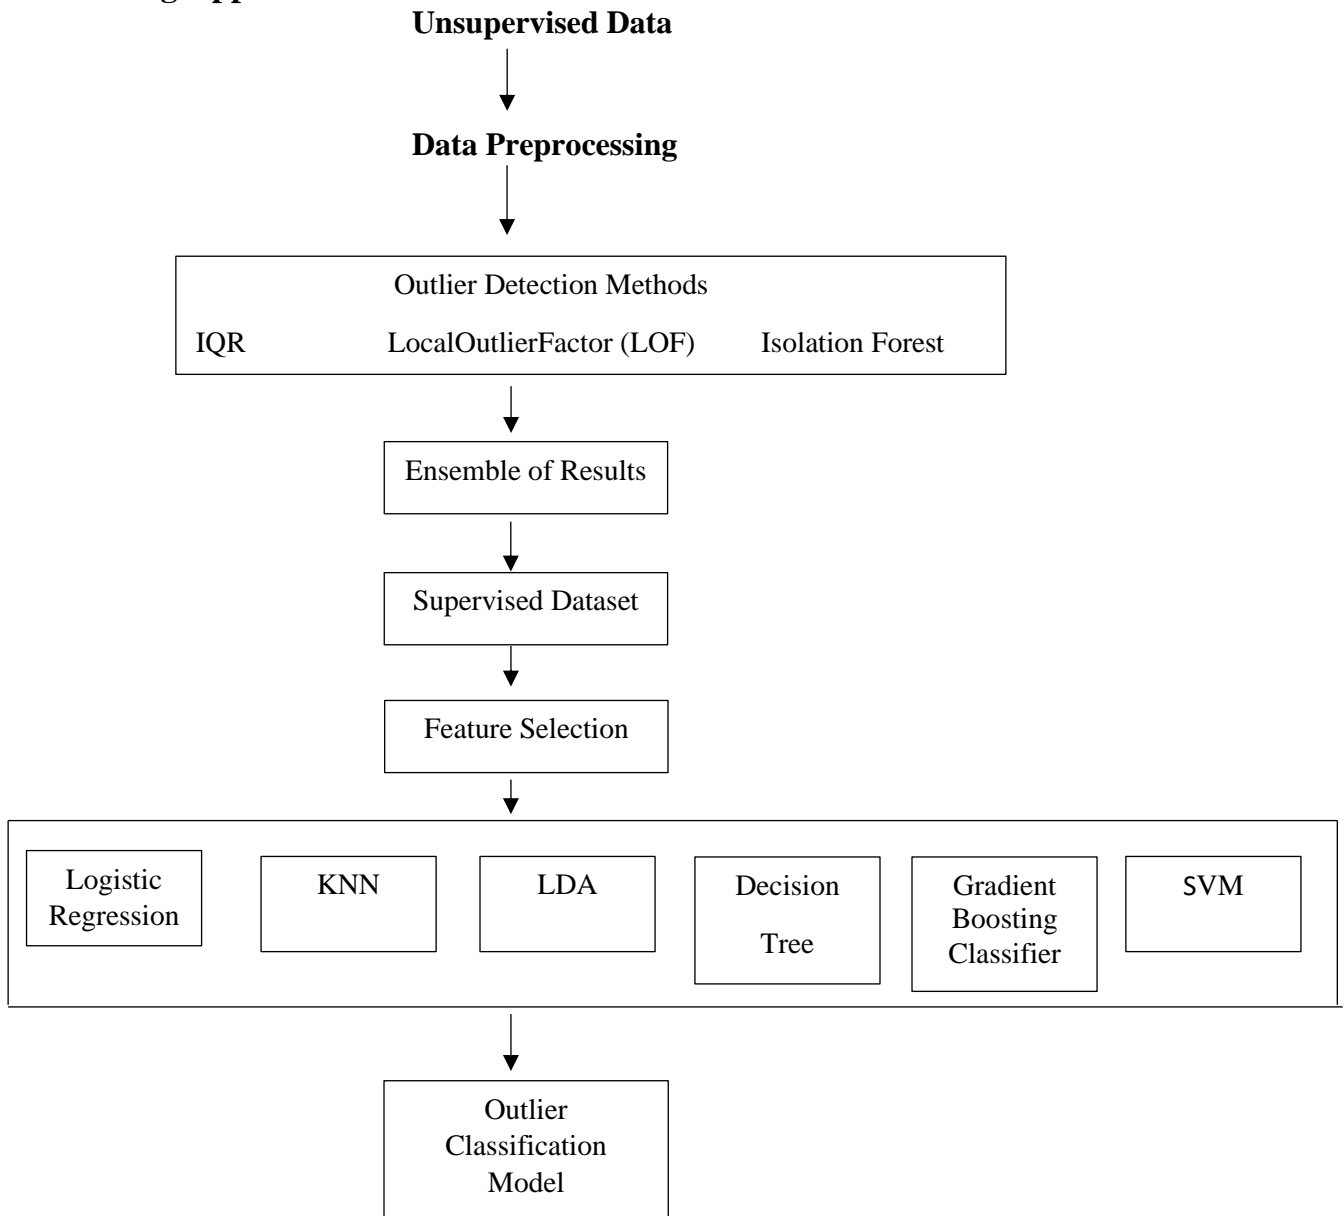 Unsupervised Data
Data Preprocessing
Outlier Detection Methods
IQR LocalOutlierFactor (LOF) Isolation Forest
Ensemble of Results
Supervised Dataset
Feature Selection
Logistic
Regression
KNN
LDA
Decision
Tree
Gradient
Boosting
Classifier
SVM
Outlier
Classification
Model